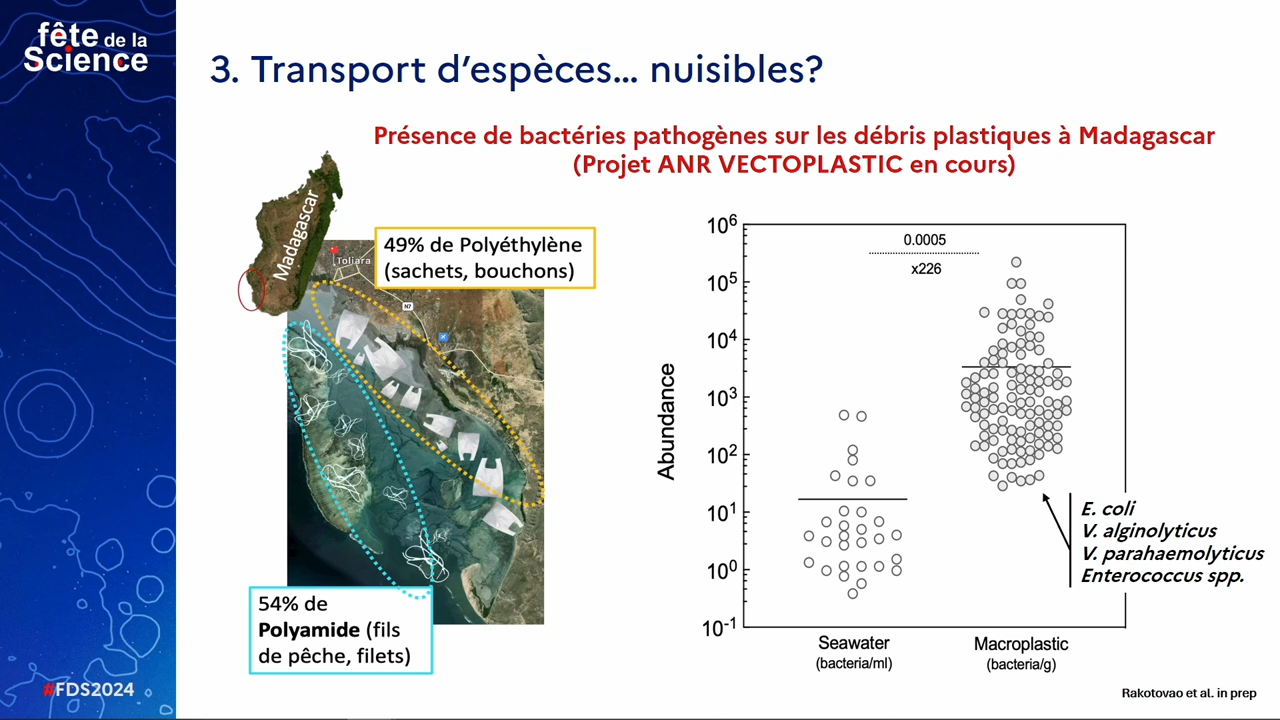 fête de la
Science
3. Transport d'espèces... nuisibles?
Présence de bactéries pathogènes sur les débris plastiques à Madagascar
(Projet ANR VECTOPLASTIC en cours)
Madagascar
Toliara
49% de Polyéthylène
(sachets, bouchons)
54% de
Polyamide (fils
de pêche, filets)
Abundance
10⁶
10⁵
10⁴
10³
10²
10¹
10⁰
10⁻¹
0.0005
x226
Seawater
(bacteria/ml)
Macroplastic
(bacteria/g)
E. coli
V. alginolyticus
V. parahaemolyticus
Enterococcus spp.
#FDS2024
Rakotovao et al. in prep